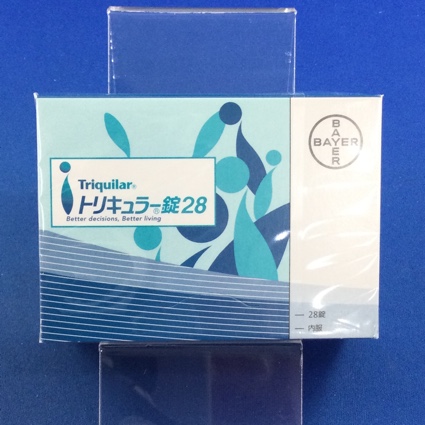 Triquilar®
トリキュラー®錠28
Better decisions, Better living
BAYER
BAYER
28錠
内服